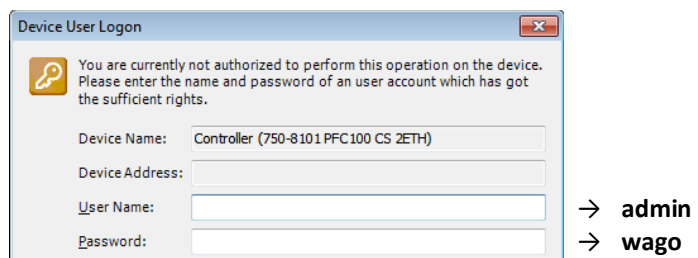 Device User Logon
You are currently not authorized to perform this operation on the device.
Please enter the name and password of an user account which has got
the sufficient rights.
Device Name: Controller (750-8101 PFC100 CS 2ETH)
Device Address:
User Name: → admin
Password: → wago